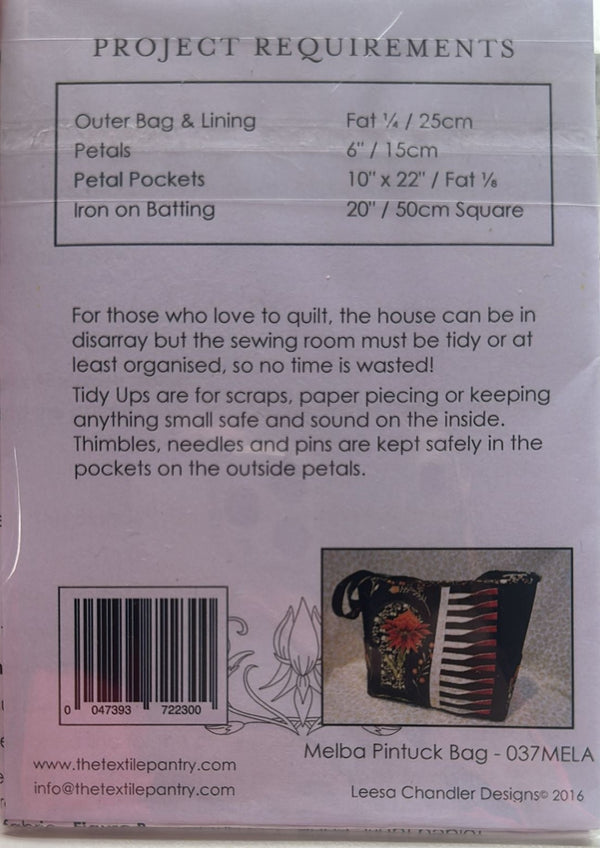 PROJECT REQUIREMENTS
Outer Bag & Lining Fat ¼ / 25cm
Petals 6" / 15cm
Petal Pockets 10" x 22" / Fat ⅛
Iron on Batting 20" / 50cm Square
For those who love to quilt, the house can be in
disarray but the sewing room must be tidy or at
least organised, so no time is wasted!
Tidy Ups are for scraps, paper piecing or keeping
anything small safe and sound on the inside.
Thimbles, needles and pins are kept safely in the
pockets on the outside petals.
0 047393 722300
Melba Pintuck Bag - 037MELA
www.thetextilepantry.com
info@thetextilepantry.com
Leesa Chandler Designs© 2016